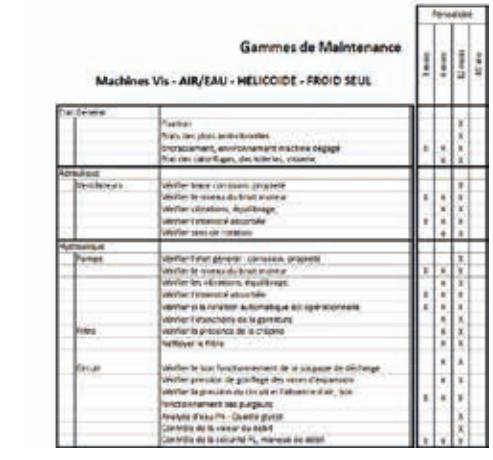 Périodicité
Gammes de Maintenance
3 mois
6 mois
12 mois
Machines Vis - AIR/EAU - HELICOIDE - FROID SEUL
Etat Général
Fixation X
Etat des plots antivibratiles X
Encrassement, environnement machine dégagé X X X
Etat des calorifuges, des tôleries, visserie, X X
Aéraulique
Ventilateurs Vérifier trace corrosion, propreté X
Vérifier le niveau du bruit moteur X X X
Vérifier vibrations, équilibrage, X X
Vérifier l'intensité absorbée X X X
Vérifier sens de rotation X X
Hydraulique
Pompe Vérifier l'état général : corrosion, propreté X
Vérifier le niveau du bruit moteur X X X
Vérifier les vibrations, équilibrage, X X
Vérifier l'intensité absorbée X X X
Vérifier si la rotation automatique est opérationnelle X X X
Vérifier l'étanchéité de la garniture X X
Filtre Vérifier la présence de la crépine X X
Nettoyer le filtre X X
Circuit Vérifier le bon fonctionnement de la soupape de décharge X X
Vérifier pression de gonflage des vases d'expansion X X
Vérifier la pression du circuit et l'absence d'air, bon
fonctionnement des purgeurs X X X
Analyse d'eau PH - Qualité glycol X
Contrôle de la valeur du débit X
Contrôle de la sécurité FL, manque de débit X X X